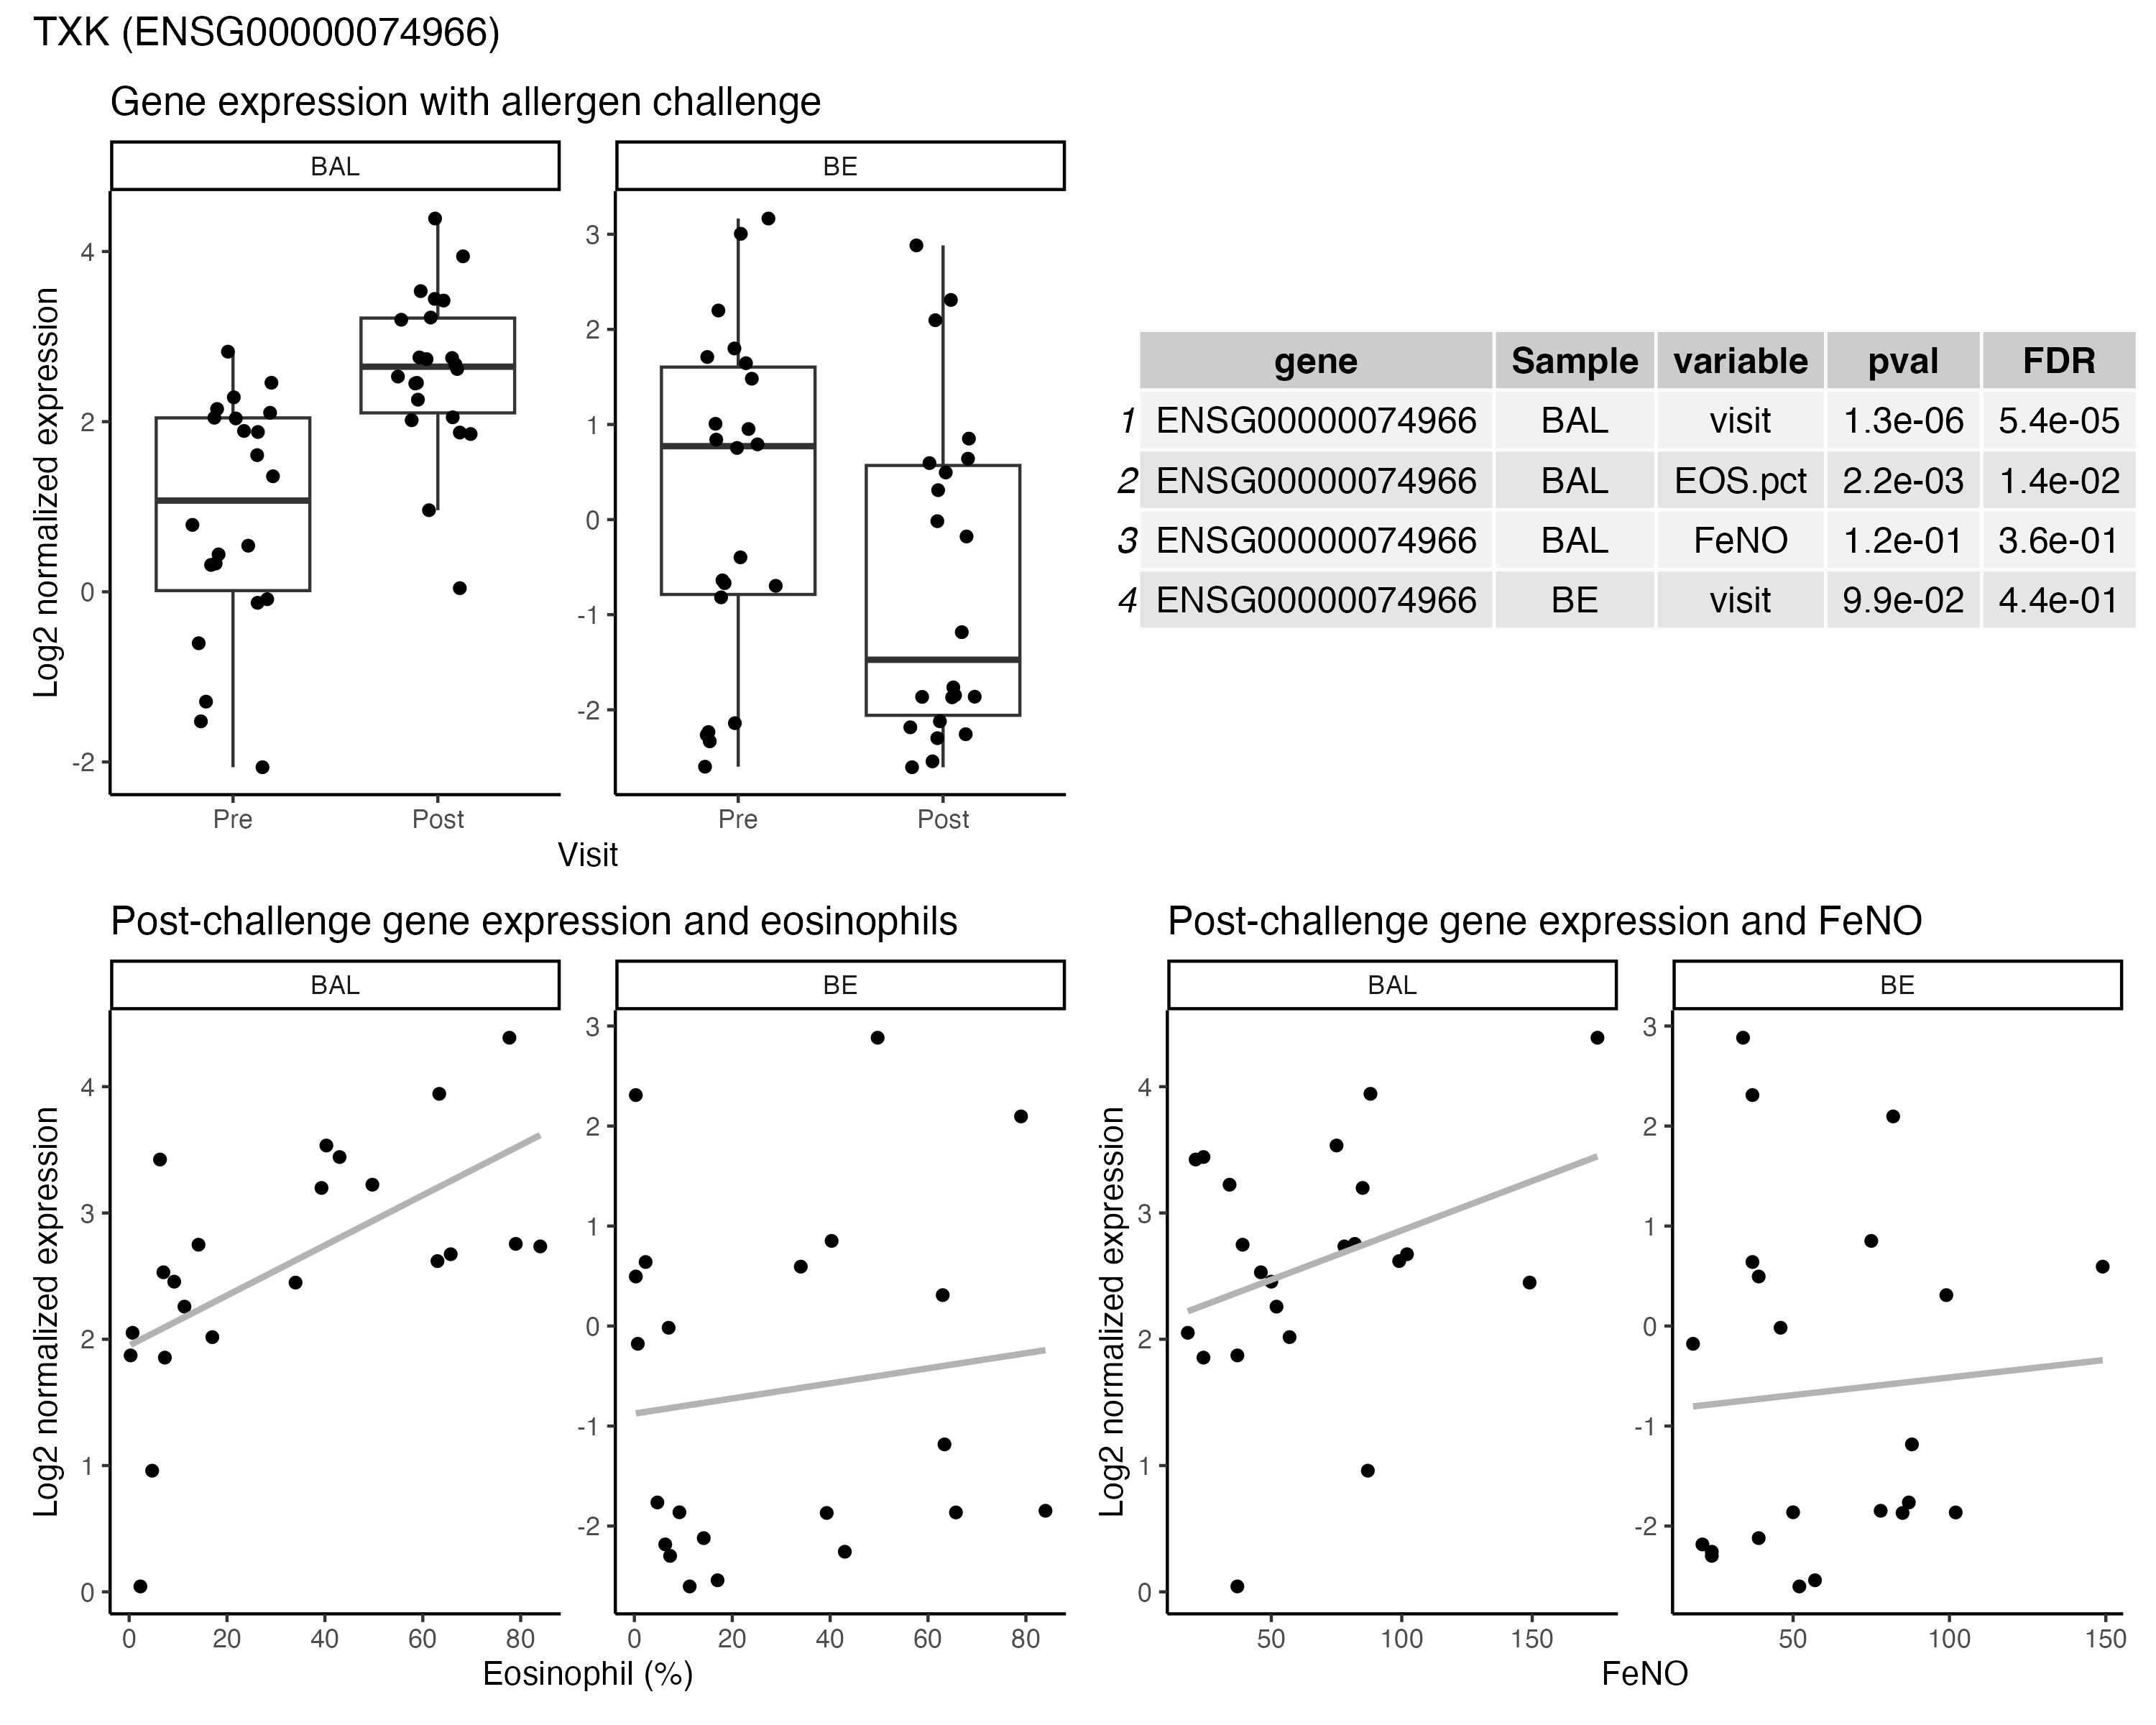 TXK (ENSG00000074966)
Gene expression with allergen challenge
BAL BE
Log2 normalized expression
4
2
0
-2
3
2
1
0
-1
-2
Pre Post Pre Post
Visit
gene Sample variable pval FDR
1 ENSG00000074966 BAL visit 1.3e-06 5.4e-05
2 ENSG00000074966 BAL EOS.pct 2.2e-03 1.4e-02
3 ENSG00000074966 BAL FeNO 1.2e-01 3.6e-01
4 ENSG00000074966 BE visit 9.9e-02 4.4e-01
Post-challenge gene expression and eosinophils
BAL BE
Log2 normalized expression
4
3
2
1
0
3
2
1
0
-1
-2
0 20 40 60 80 0 20 40 60 80
Eosinophil (%)
Post-challenge gene expression and FeNO
BAL BE
Log2 normalized expression
4
3
2
1
0
3
2
1
0
-1
-2
50 100 150 50 100 150
FeNO